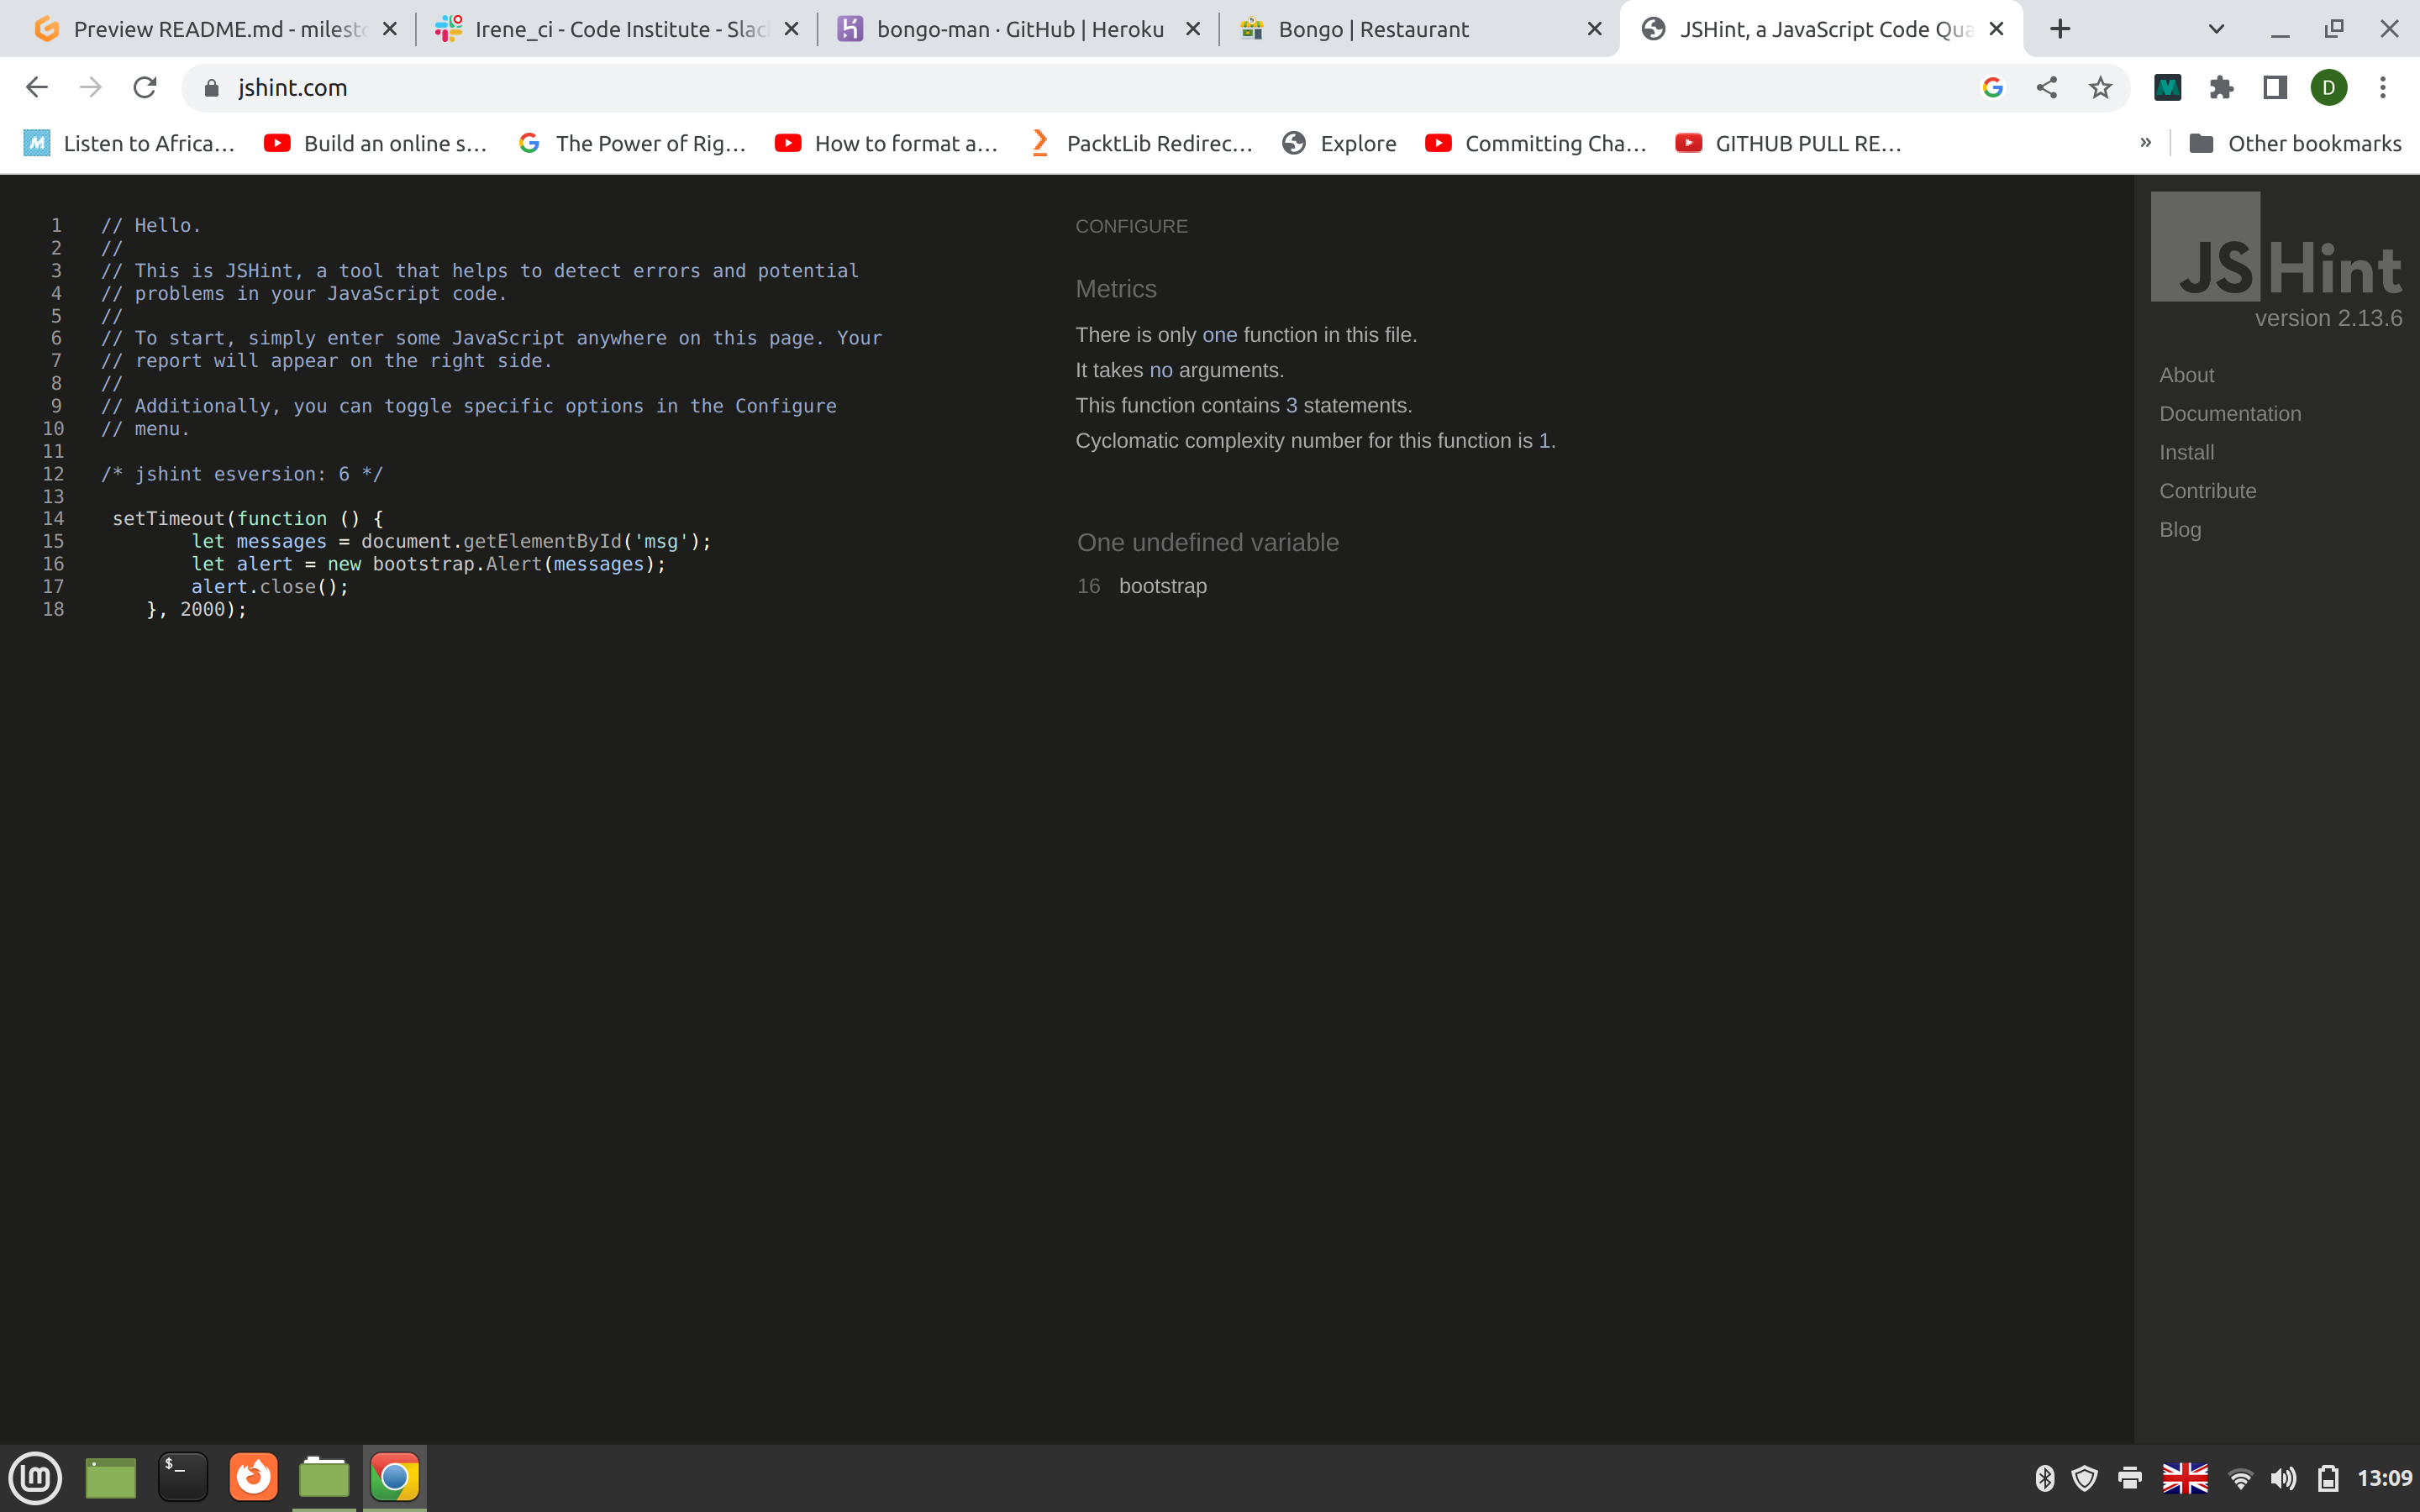 Preview README.md - milesto
Irene_ci - Code Institute - Slac
bongo-man · GitHub | Heroku
Bongo | Restaurant
JSHint, a JavaScript Code Qua
jshint.com
D
Listen to Africa...
Build an online s...
The Power of Rig...
How to format a...
PacktLib Redirec...
Explore
Committing Cha...
GITHUB PULL RE...
»
Other bookmarks
1 // Hello.
2 //
3 // This is JSHint, a tool that helps to detect errors and potential
4 // problems in your JavaScript code.
5 //
6 // To start, simply enter some JavaScript anywhere on this page. Your
7 // report will appear on the right side.
8 //
9 // Additionally, you can toggle specific options in the Configure
10 // menu.
11
12 /* jshint esversion: 6 */
13
14 setTimeout(function () {
15 let messages = document.getElementById('msg');
16 let alert = new bootstrap.Alert(messages);
17 alert.close();
18 }, 2000);
CONFIGURE
Metrics
There is only one function in this file.
It takes no arguments.
This function contains 3 statements.
Cyclomatic complexity number for this function is 1.
One undefined variable
16 bootstrap
JSHint
version 2.13.6
About
Documentation
Install
Contribute
Blog
$_
13:09